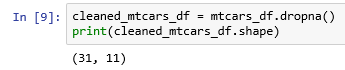 In [9]: cleaned_mtcars_df = mtcars_df.dropna()
print(cleaned_mtcars_df.shape)
(31, 11)